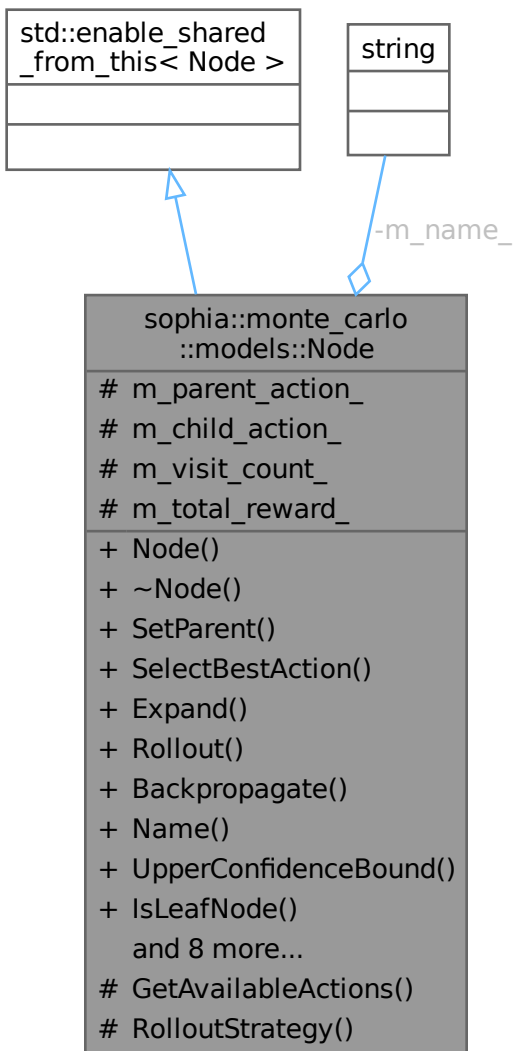 std::enable_shared
_from_this< Node >
string
-m_name_
sophia::monte_carlo
::models::Node
# m_parent_action_
# m_child_action_
# m_visit_count_
# m_total_reward_
+ Node()
+ ~Node()
+ SetParent()
+ SelectBestAction()
+ Expand()
+ Rollout()
+ Backpropagate()
+ Name()
+ UpperConfidenceBound()
+ IsLeafNode()
and 8 more...
# GetAvailableActions()
# RolloutStrategy()